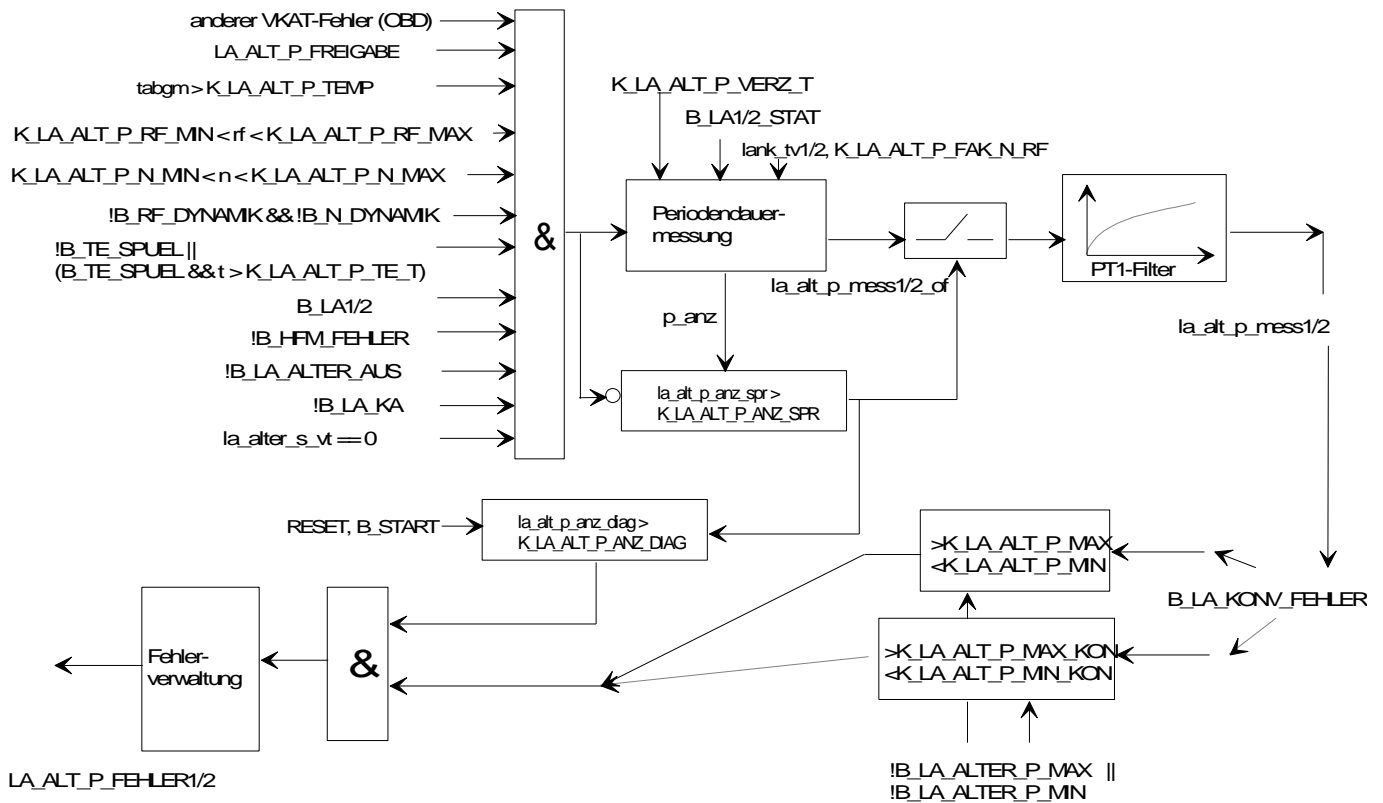 anderer VKAT-Fehler (OBD)
LA_ALT_P_FREIGABE
tabgm > K_LA_ALT_P_TEMP
K_LA_ALT_P_RF_MIN < rf < K_LA_ALT_P_RF_MAX
K_LA_ALT_P_N_MIN < n < K_LA_ALT_P_N_MAX
!B_RF_DYNAMIK && !B_N_DYNAMIK
!B_TE_SPUEL ||
(B_TE_SPUEL && t > K_LA_ALT_P_TE_T)
B_LA1/2
!B_HFM_FEHLER
!B_LA_ALTER_AUS
!B_LA_KA
la_alter_s_vt == 0
&
K_LA_ALT_P_VERZ_T
B_LA1/2_STAT
lank_tv1/2, K_LA_ALT_P_FAK_N_RF
Periodendauer-
messung
la_alt_p_mess1/2_of
PT1-Filter
la_alt_p_mess1/2
p_anz
la_alt_p_anz_spr >
K_LA_ALT_P_ANZ_SPR
RESET, B_START
la_alt_p_anz_diag >
K_LA_ALT_P_ANZ_DIAG
>K_LA_ALT_P_MAX
<K_LA_ALT_P_MIN
B_LA_KONV_FEHLER
>K_LA_ALT_P_MAX_KON
<K_LA_ALT_P_MIN_KON
!B_LA_ALTER_P_MAX ||
!B_LA_ALTER_P_MIN
&
Fehler-
verwaltung
LA_ALT_P_FEHLER1/2